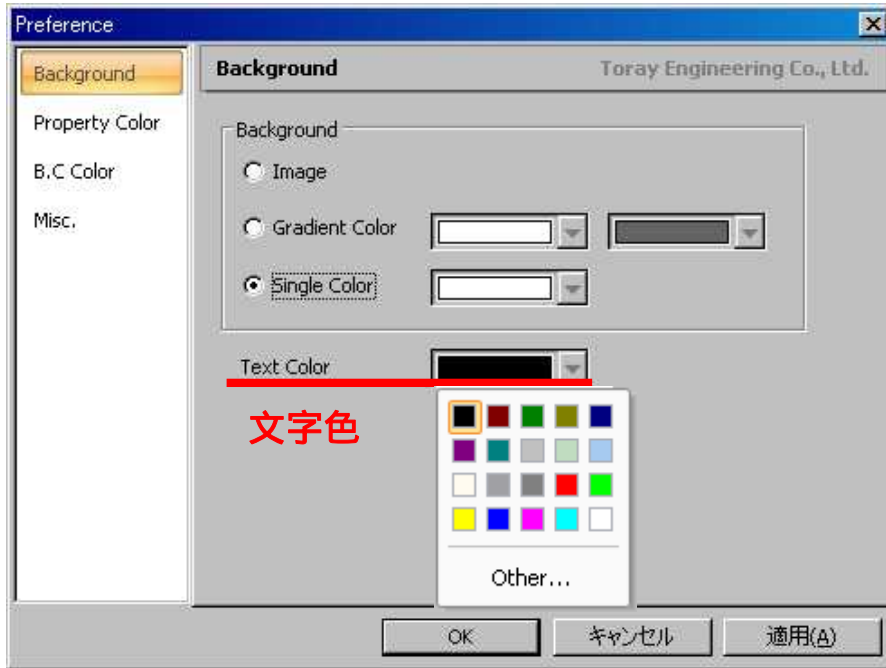 Preference
Background
Property Color
B.C Color
Misc.
Background
Toray Engineering Co., Ltd.
Background
Image
Gradient Color
Single Color
Text Color
文字色
Other...
OK
キャンセル
適用(A)